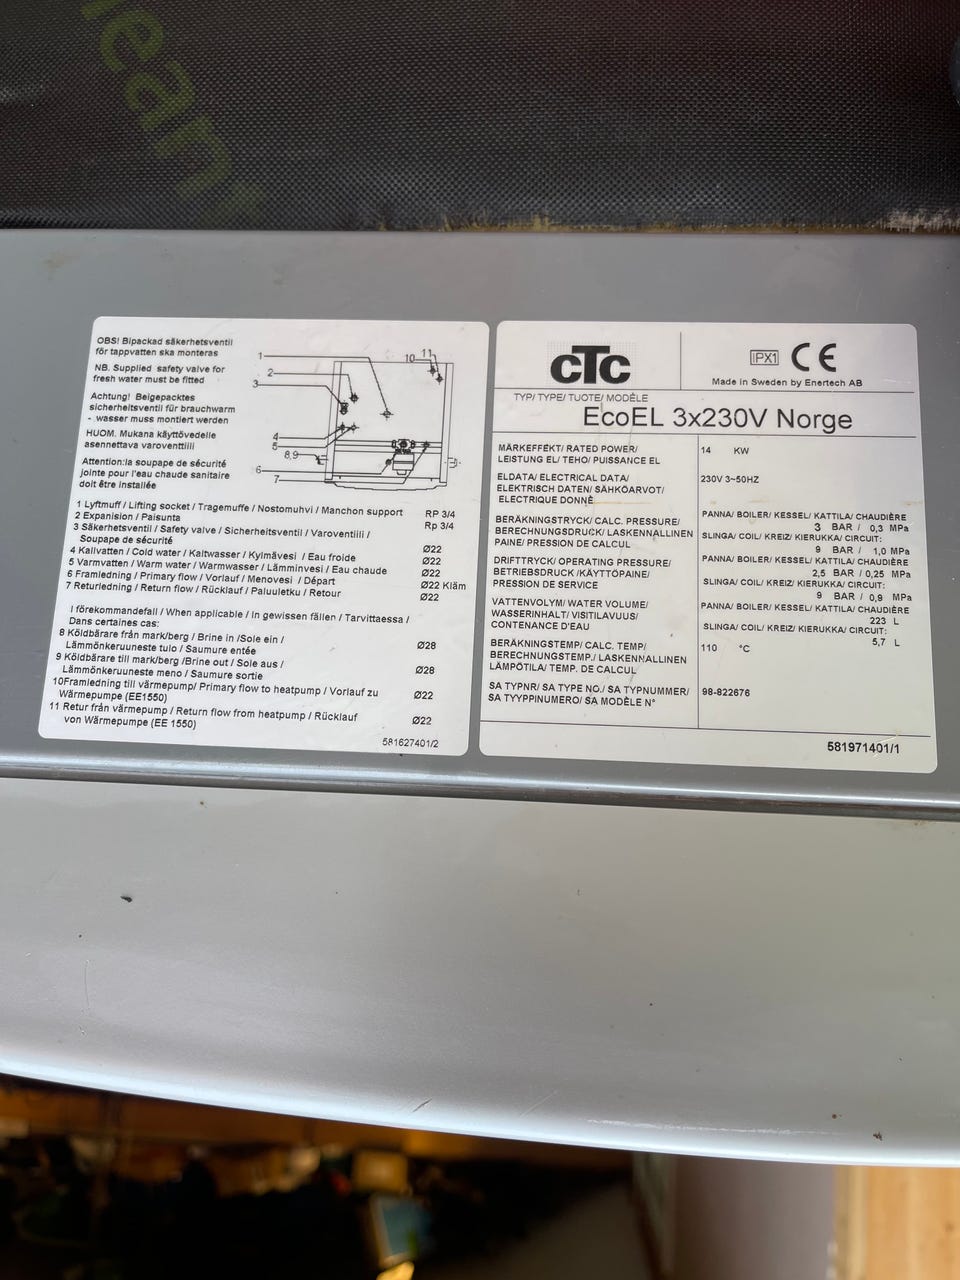 lean
OBS! Bipackad säkerhetsventil
för tappvatten ska monteras
NB. Supplied safety valve for
fresh water must be fitted
Achtung! Beigepacktes
sicherheitsventil für brauchwarm
- wasser muss montiert werden
HUOM. Mukana käyttövedelle
asennettava varoventtiili
Attention:la soupape de sécurité
jointe pour l'eau chaude sanitaire
doit être installée
1
2
3
4
5
8,9
6
7
10
11
1 Lyftmuff / Lifting socket / Tragemuffe / Nostomuhvi / Manchon support RP 3/4
2 Expanision / Paisunta Rp 3/4
3 Säkerhetsventil / Safety valve / Sicherheitsventil / Varoventiili /
Soupape de sécurité Ø22
4 Kallvatten / Cold water / Kaltwasser / Kylmävesi / Eau froide Ø22
5 Varmvatten / Warm water / Warmwasser / Lämminvesi / Eau chaude Ø22
6 Framledning / Primary flow / Vorlauf / Menovesi / Départ Ø22 Kläm
7 Returledning / Return flow / Rücklauf / Paluuletku / Retour Ø22
I förekommandefall / When applicable / In gewissen fällen / Tarvittaessa /
Dans certaines cas:
8 Köldbärare från mark/berg / Brine in /Sole ein /
Lämmönkeruuneste tulo / Saumure entée Ø28
9 Köldbärare till mark/berg /Brine out / Sole aus /
Lämmönkeruuneste meno / Saumure sortie Ø28
10Framledning till värmepump/ Primary flow to heatpump / Vorlauf zu
Wärmepumpe (EE1550) Ø22
11 Retur från värmepump / Return flow from heatpump / Rücklauf
von Wärmepumpe (EE 1550) Ø22
581627401/2
CTC
IPX1 CE
Made in Sweden by Enertech AB
TYP/ TYPE/ TUOTE/ MODÈLE
EcoEL 3x230V Norge
MÄRKEFFEKT/ RATED POWER/
LEISTUNG EL/ TEHO/ PUISSANCE EL
14 KW
ELDATA/ ELECTRICAL DATA/
ELEKTRISCH DATEN/ SÄHKÖARVOT/
ELECTRIQUE DONNÈ
230V 3~50HZ
BERÄKNINGSTRYCK/ CALC. PRESSURE/
BERECHNUNGSDRUCK/ LASKENNALLINEN
PAINE/ PRESSION DE CALCUL
PANNA/ BOILER/ KESSEL/ KATTILA/ CHAUDIÈRE
3 BAR / 0,3 MPa
SLINGA/ COIL/ KREIZ/ KIERUKKA/ CIRCUIT:
9 BAR / 1,0 MPa
DRIFTTRYCK/ OPERATING PRESSURE/
BETRIEBSDRUCK /KÄYTTÖPAINE/
PRESSION DE SERVICE
PANNA/ BOILER/ KESSEL/ KATTILA/ CHAUDIÈRE
2,5 BAR / 0,25 MPa
SLINGA/ COIL/ KREIZ/ KIERUKKA/ CIRCUIT:
9 BAR / 0,9 MPa
VATTENVOLYM/ WATER VOLUME/
WASSERINHALT/ VISITILAVUUS/
CONTENANCE D'EAU
PANNA/ BOILER/ KESSEL/ KATTILA/ CHAUDIÈRE
223 L
SLINGA/ COIL/ KREIZ/ KIERUKKA/ CIRCUIT:
5,7 L
BERÄKNINGSTEMP/ CALC. TEMP/
BERECHNUNGSTEMP./ LASKENNALLINEN
LÄMPÖTILA/ TEMP. DE CALCUL
110 °C
SA TYPNR/ SA TYPE NO./ SA TYPNUMMER/
SA TYYPPINUMERO/ SA MODÈLE N°
98-822676
581971401/1